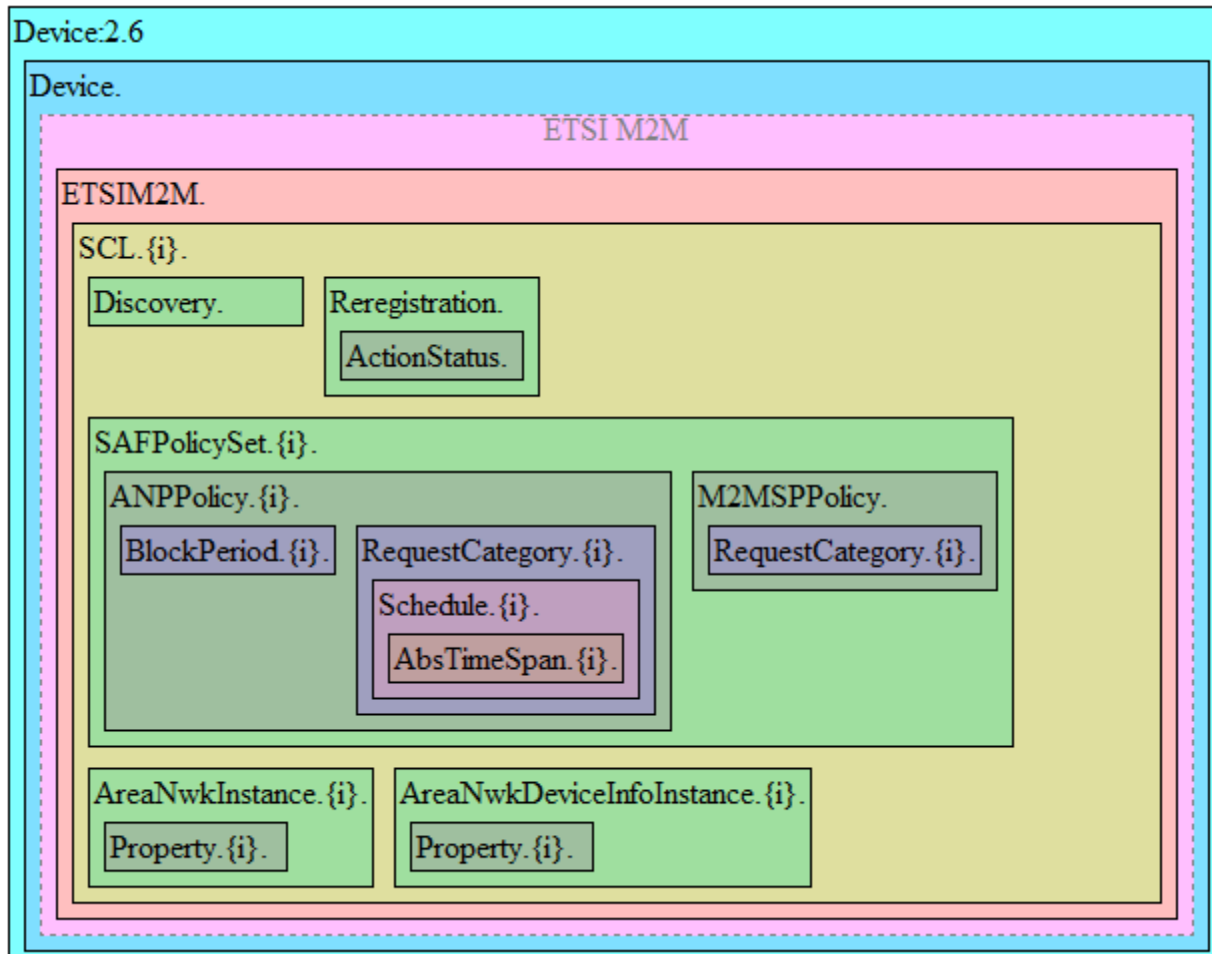 Device:2.6
Device.
ETSI M2M
ETSIM2M.
SCL.{i}.
Discovery.
Reregistration.
ActionStatus.
SAFPolicySet.{i}.
ANPPolicy.{i}.
M2MSPPolicy.
BlockPeriod.{i}.
RequestCategory.{i}.
RequestCategory.{i}.
Schedule.{i}.
AbsTimeSpan.{i}.
AreaNwkInstance.{i}.
AreaNwkDeviceInfoInstance.{i}.
Property.{i}.
Property.{i}.